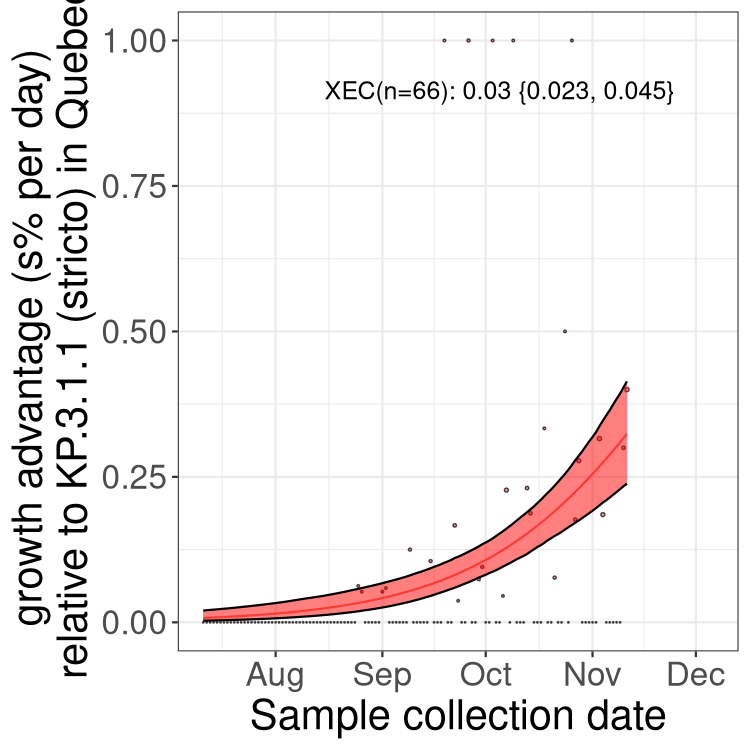 growth advantage (s% per day)
relative to KP.3.1.1 (stricto) in Quebec
1.00
0.75
0.50
0.25
0.00
XEC(n=66): 0.03 {0.023, 0.045}
Aug Sep Oct Nov Dec
Sample collection date